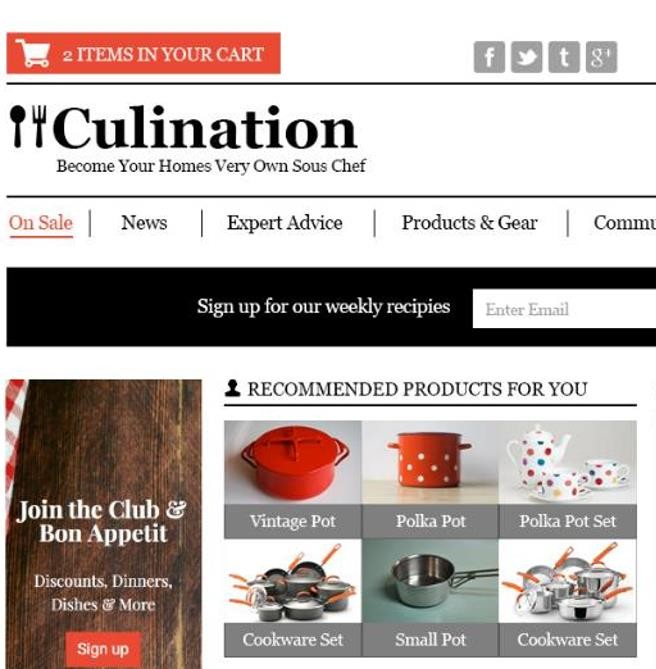 2 ITEMS IN YOUR CART
f t g+
Culination
Become Your Homes Very Own Sous Chef
On Sale News Expert Advice Products & Gear Commu
Sign up for our weekly recipies Enter Email
RECOMMENDED PRODUCTS FOR YOU
Vintage Pot Polka Pot Polka Pot Set
Join the Club &
Bon Appetit
Discounts, Dinners,
Dishes & More
Cookware Set Small Pot Cookware Set
Sign up